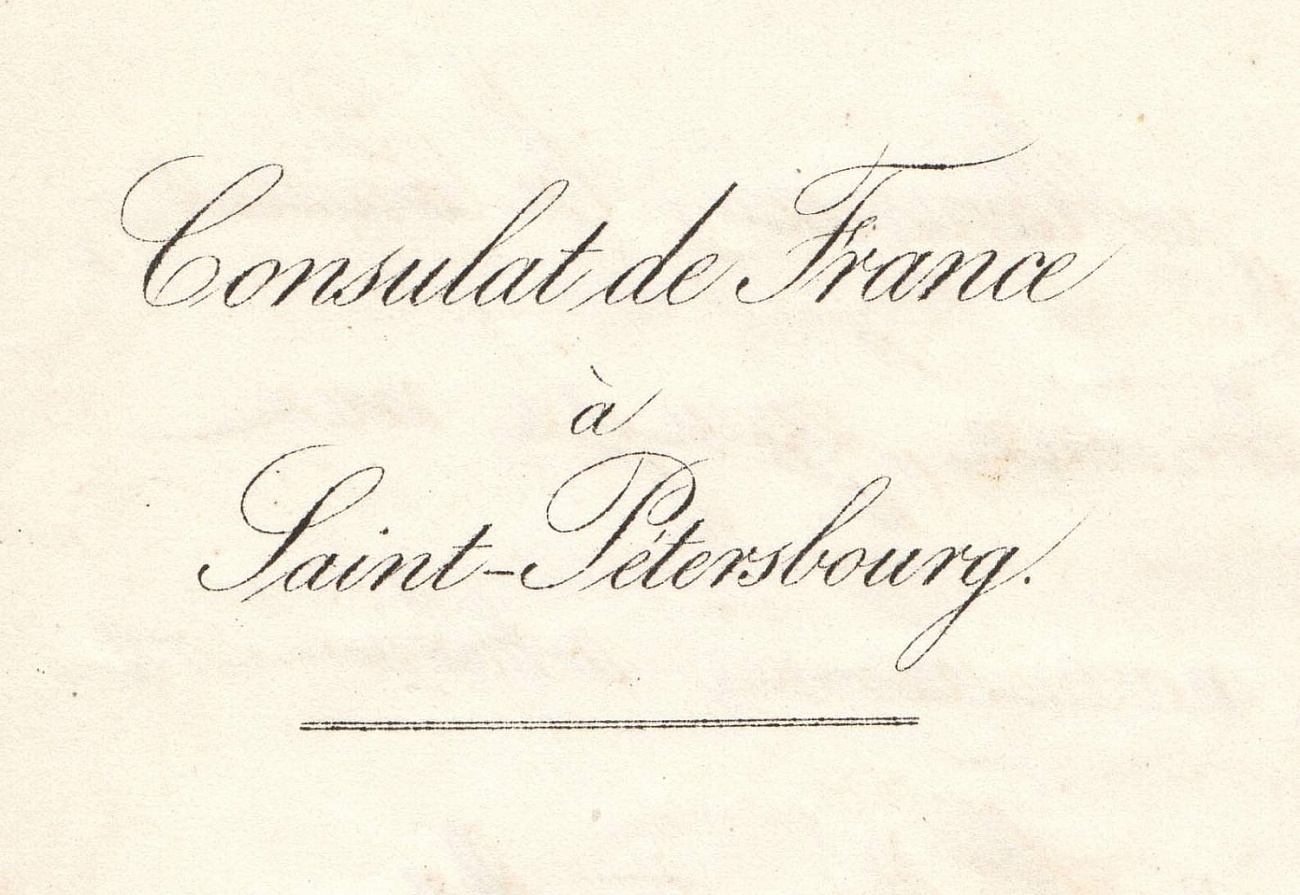 Consulat de France
à
Saint-Pétersbourg.